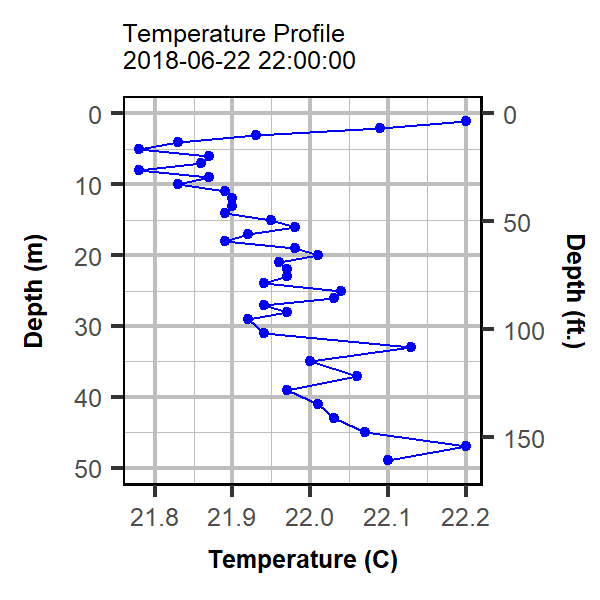 Temperature Profile
2018-06-22 22:00:00
0
10
20
30
40
50
Depth (m)
0
50
100
150
Depth (ft.)
21.8 21.9 22.0 22.1 22.2
Temperature (C)